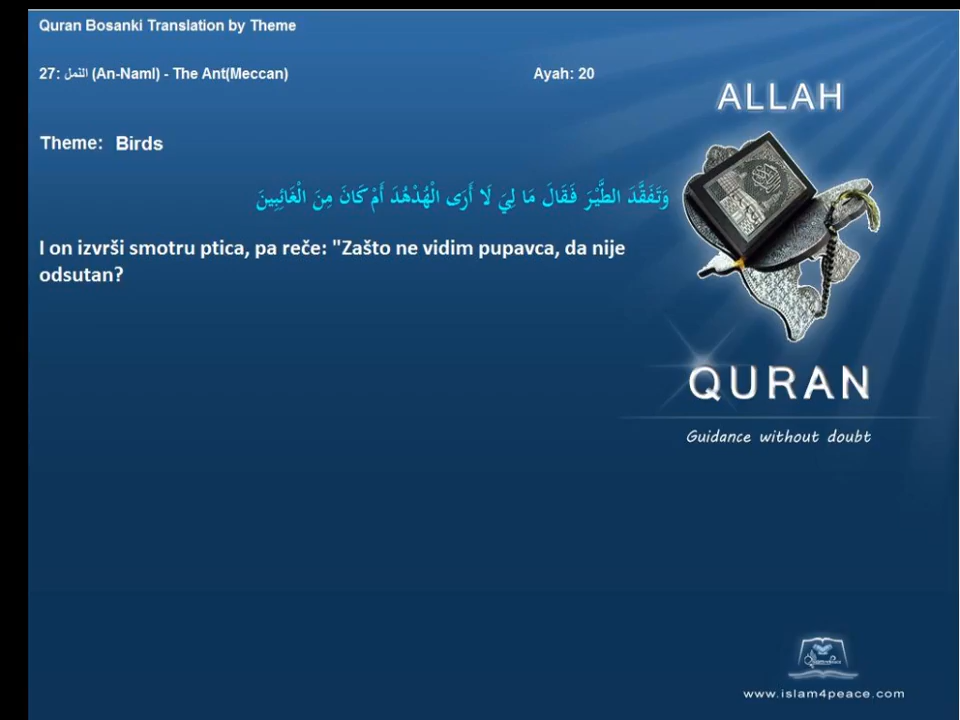 Quran Bosanki Translation by Theme
27: النمل (An-Naml) - The Ant(Meccan) Ayah: 20
ALLAH
Theme: Birds
وَتَفَقَّدَ الطَّيْرَ فَقَالَ مَا لِيَ لَا أَرَى الْهُدْهُدَ أَمْ كَانَ مِنَ الْغَائِبِينَ
I on izvrši smotru ptica, pa reče: "Zašto ne vidim pupavca, da nije
odsutan?
QURAN
Guidance without doubt
www.islam4peace.com